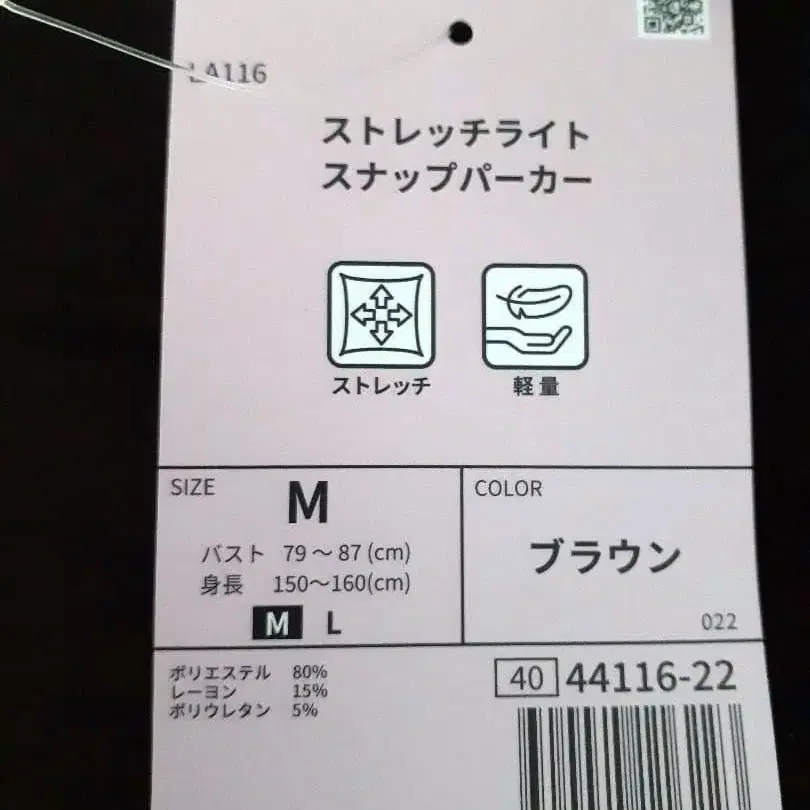 LA116
ストレッチライト
スナップパーカー
ストレッチ
軽量
SIZE
M
バスト 79～87(cm)
身長 150～160(cm)
M L
COLOR
ブラウン
022
ポリエステル 80%
レーヨン 15%
ポリウレタン 5%
40 44116-22